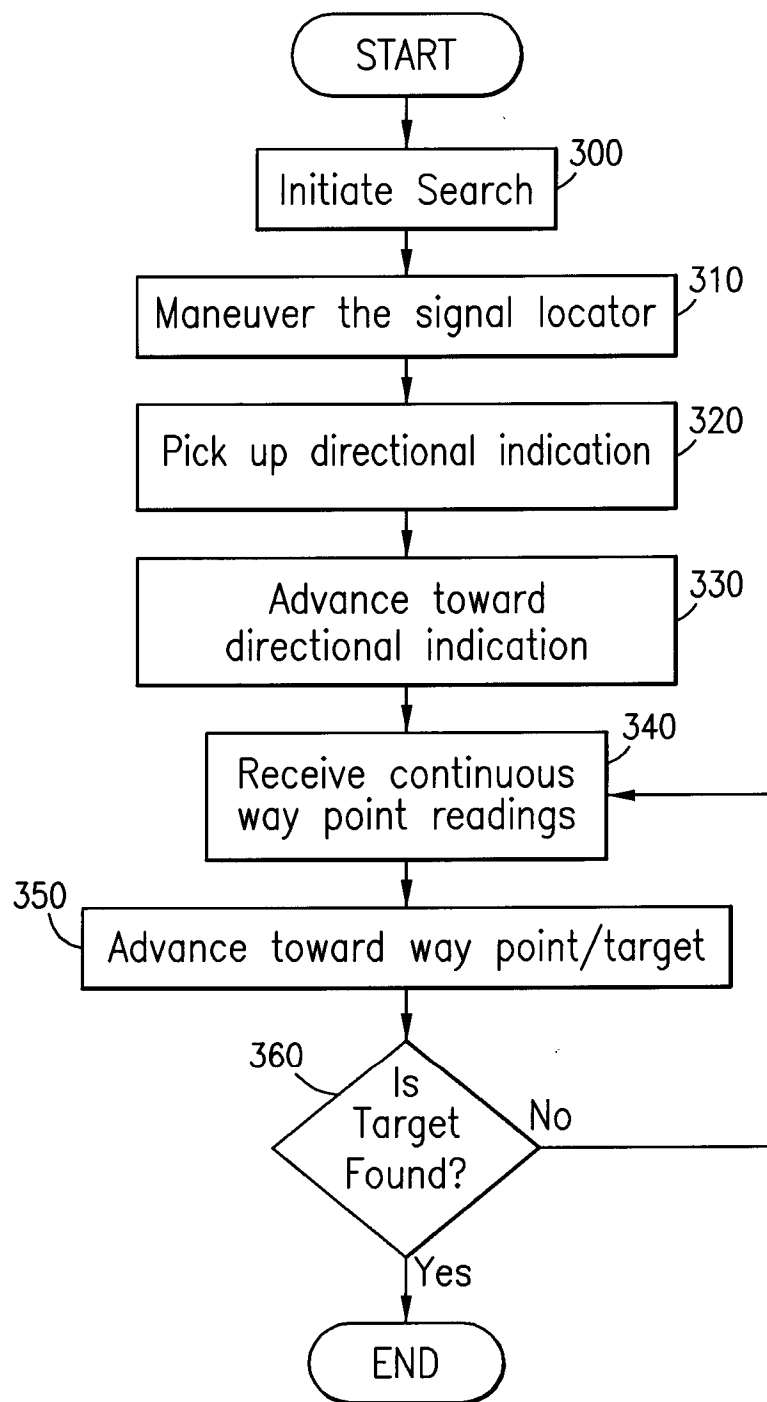 START
300
Initiate Search
310
Maneuver the signal locator
320
Pick up directional indication
330
Advance toward
directional indication
340
Receive continuous
way point readings
350
Advance toward way point/target
360
Is
Target
Found?
No
Yes
END